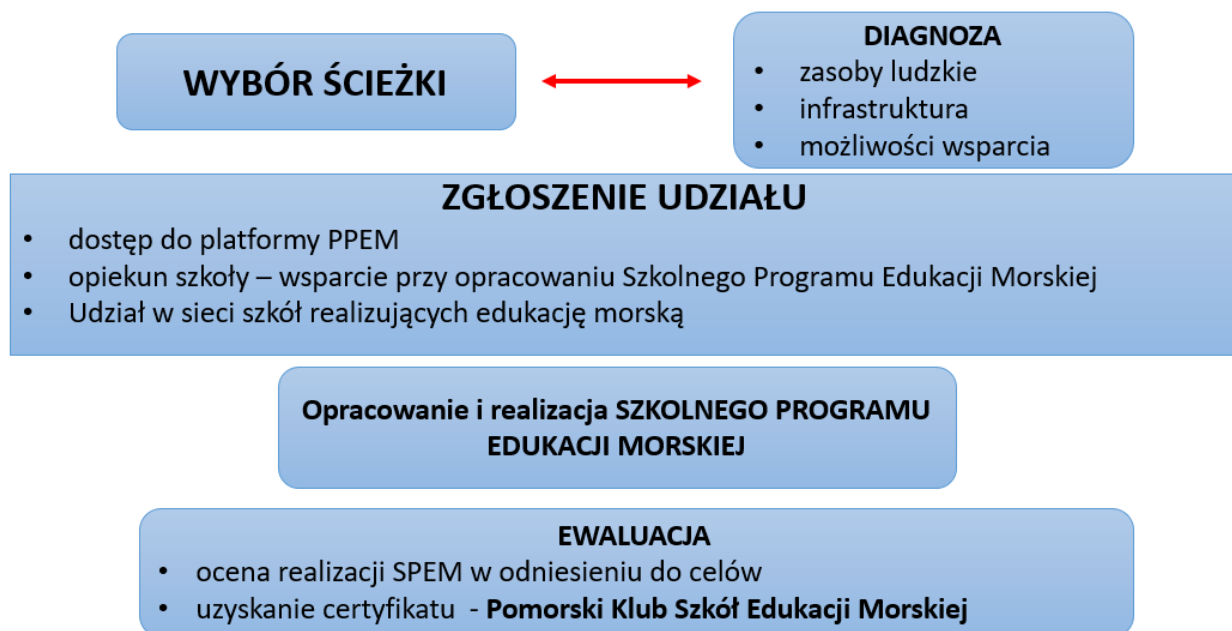 WYBÓR ŚCIEŻKI
DIAGNOZA
• zasoby ludzkie
• infrastruktura
• możliwości wsparcia
ZGŁOSZENIE UDZIAŁU
• dostęp do platformy PPEM
• opiekun szkoły – wsparcie przy opracowaniu Szkolnego Programu Edukacji Morskiej
• Udział w sieci szkół realizujących edukację morską
Opracowanie i realizacja SZKOLNEGO PROGRAMU
EDUKACJI MORSKIEJ
EWALUACJA
• ocena realizacji SPEM w odniesieniu do celów
• uzyskanie certyfikatu - Pomorski Klub Szkół Edukacji Morskiej